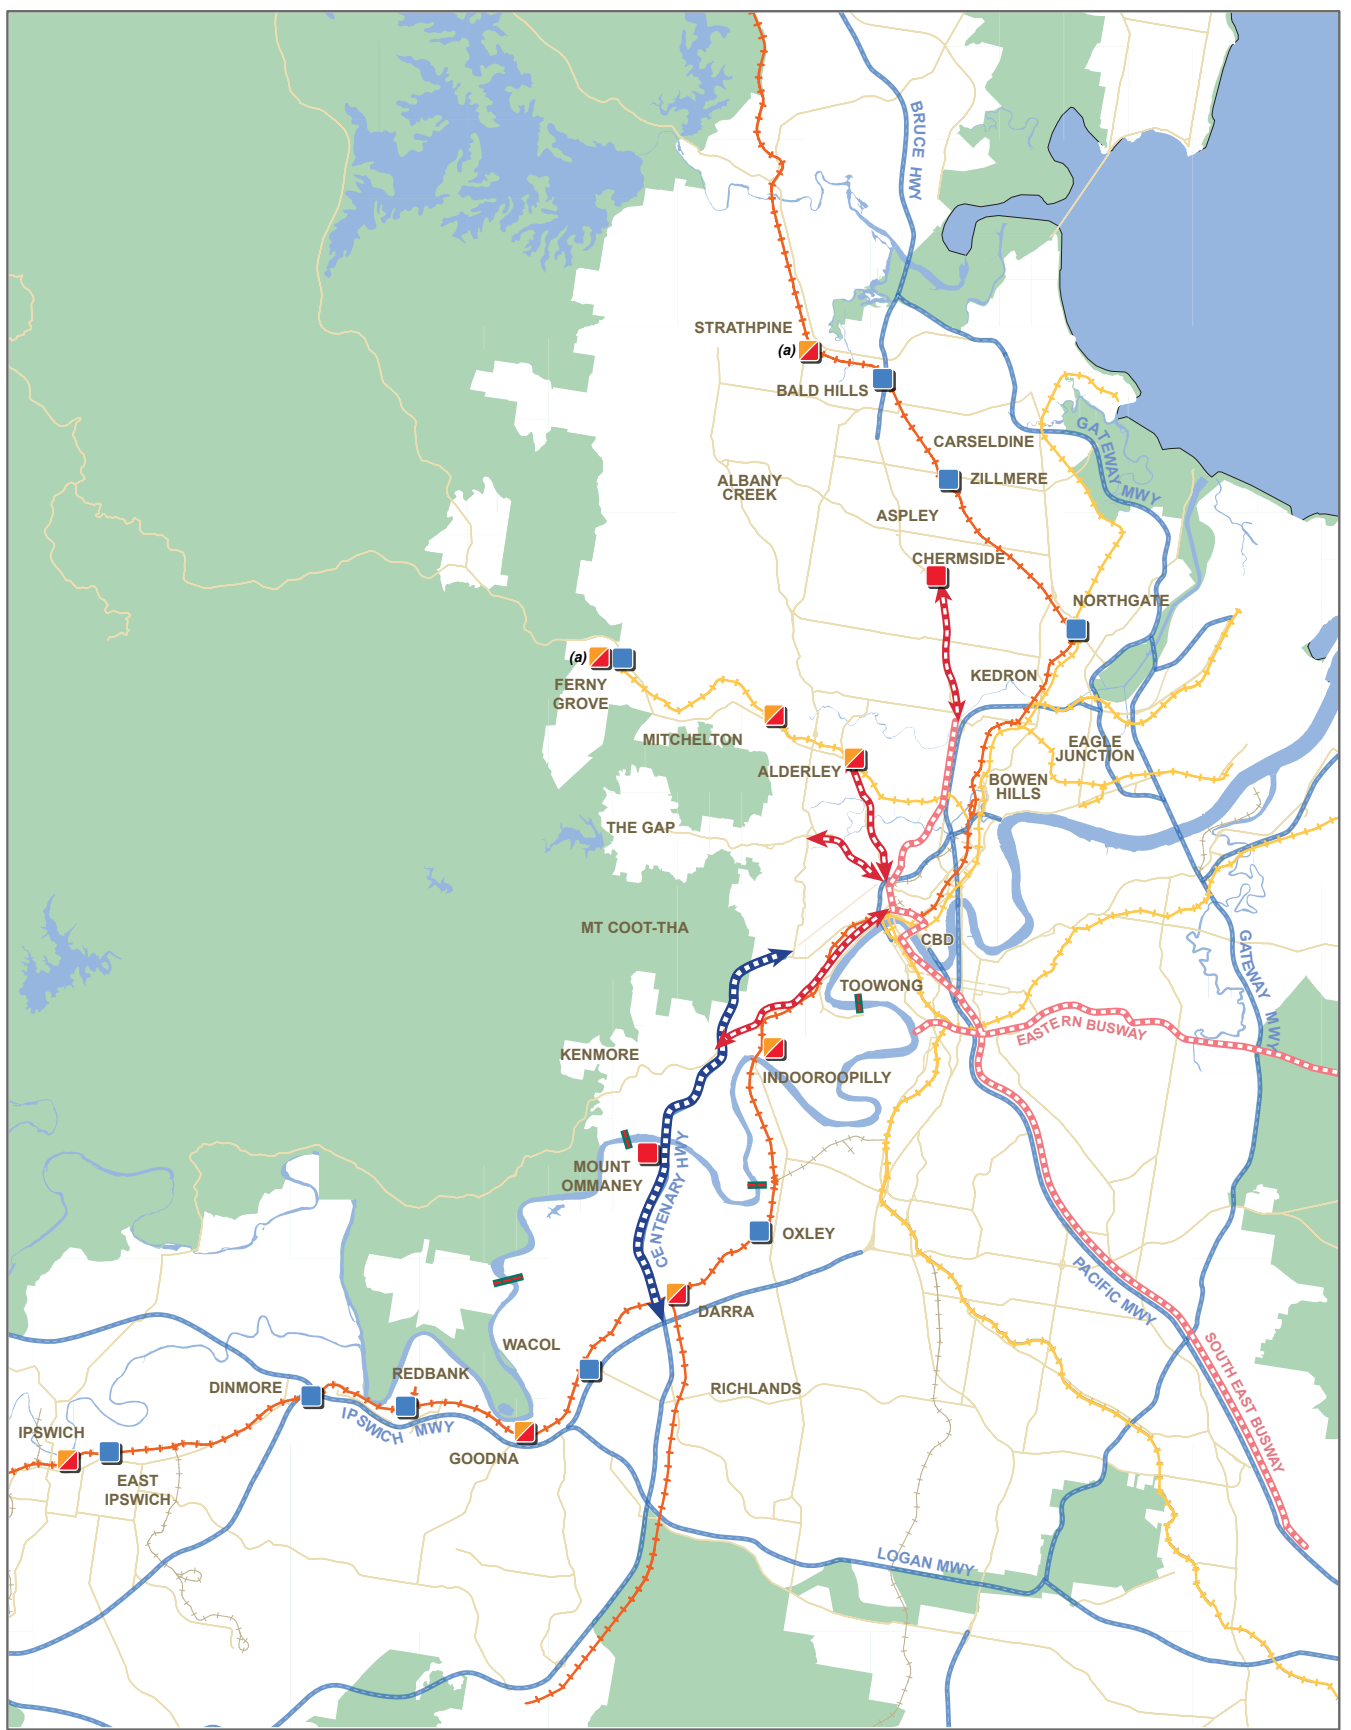 BRUCE HWY
STRATHPINE
(a)
BALD HILLS
GATEWAY MWY
CARSELDINE
ALBANY
CREEK
ZILLMERE
ASPLEY
CHERMSIDE
NORTHGATE
(a)
FERNY
GROVE
KEDRON
MITCHELTON
EAGLE
JUNCTION
ALDERLEY
BOWEN
HILLS
THE GAP
MT COOT-THA
CBD
GATEWAY MWY
TOOWONG
EASTERN BUSWAY
KENMORE
INDOOROOPILLY
MOUNT
OMMANEY
CENTENARY HWY
OXLEY
PACIFIC MWY
DARRA
WACOL
SOUTH EAST BUSWAY
REDBANK
DINMORE
RICHLANDS
IPSWICH MWY
IPSWICH
GOODNA
EAST
IPSWICH
LOGAN MWY